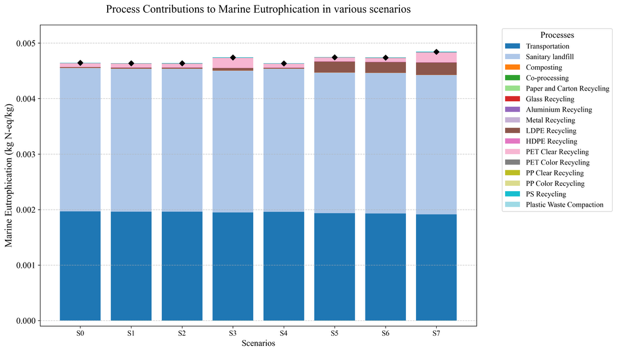 Process Contributions to Marine Eutrophication in various scenarios
Marine Eutrophication (kg N-eq/kg)
0.005
0.004
0.003
0.002
0.001
0.000
S0 S1 S2 S3 S4 S5 S6 S7
Scenarios
Processes
Transportation
Sanitary landfill
Composting
Co-processing
Paper and Carton Recycling
Glass Recycling
Aluminium Recycling
Metal Recycling
LDPE Recycling
HDPE Recycling
PET Clear Recycling
PET Color Recycling
PP Clear Recycling
PP Color Recycling
PS Recycling
Plastic Waste Compaction